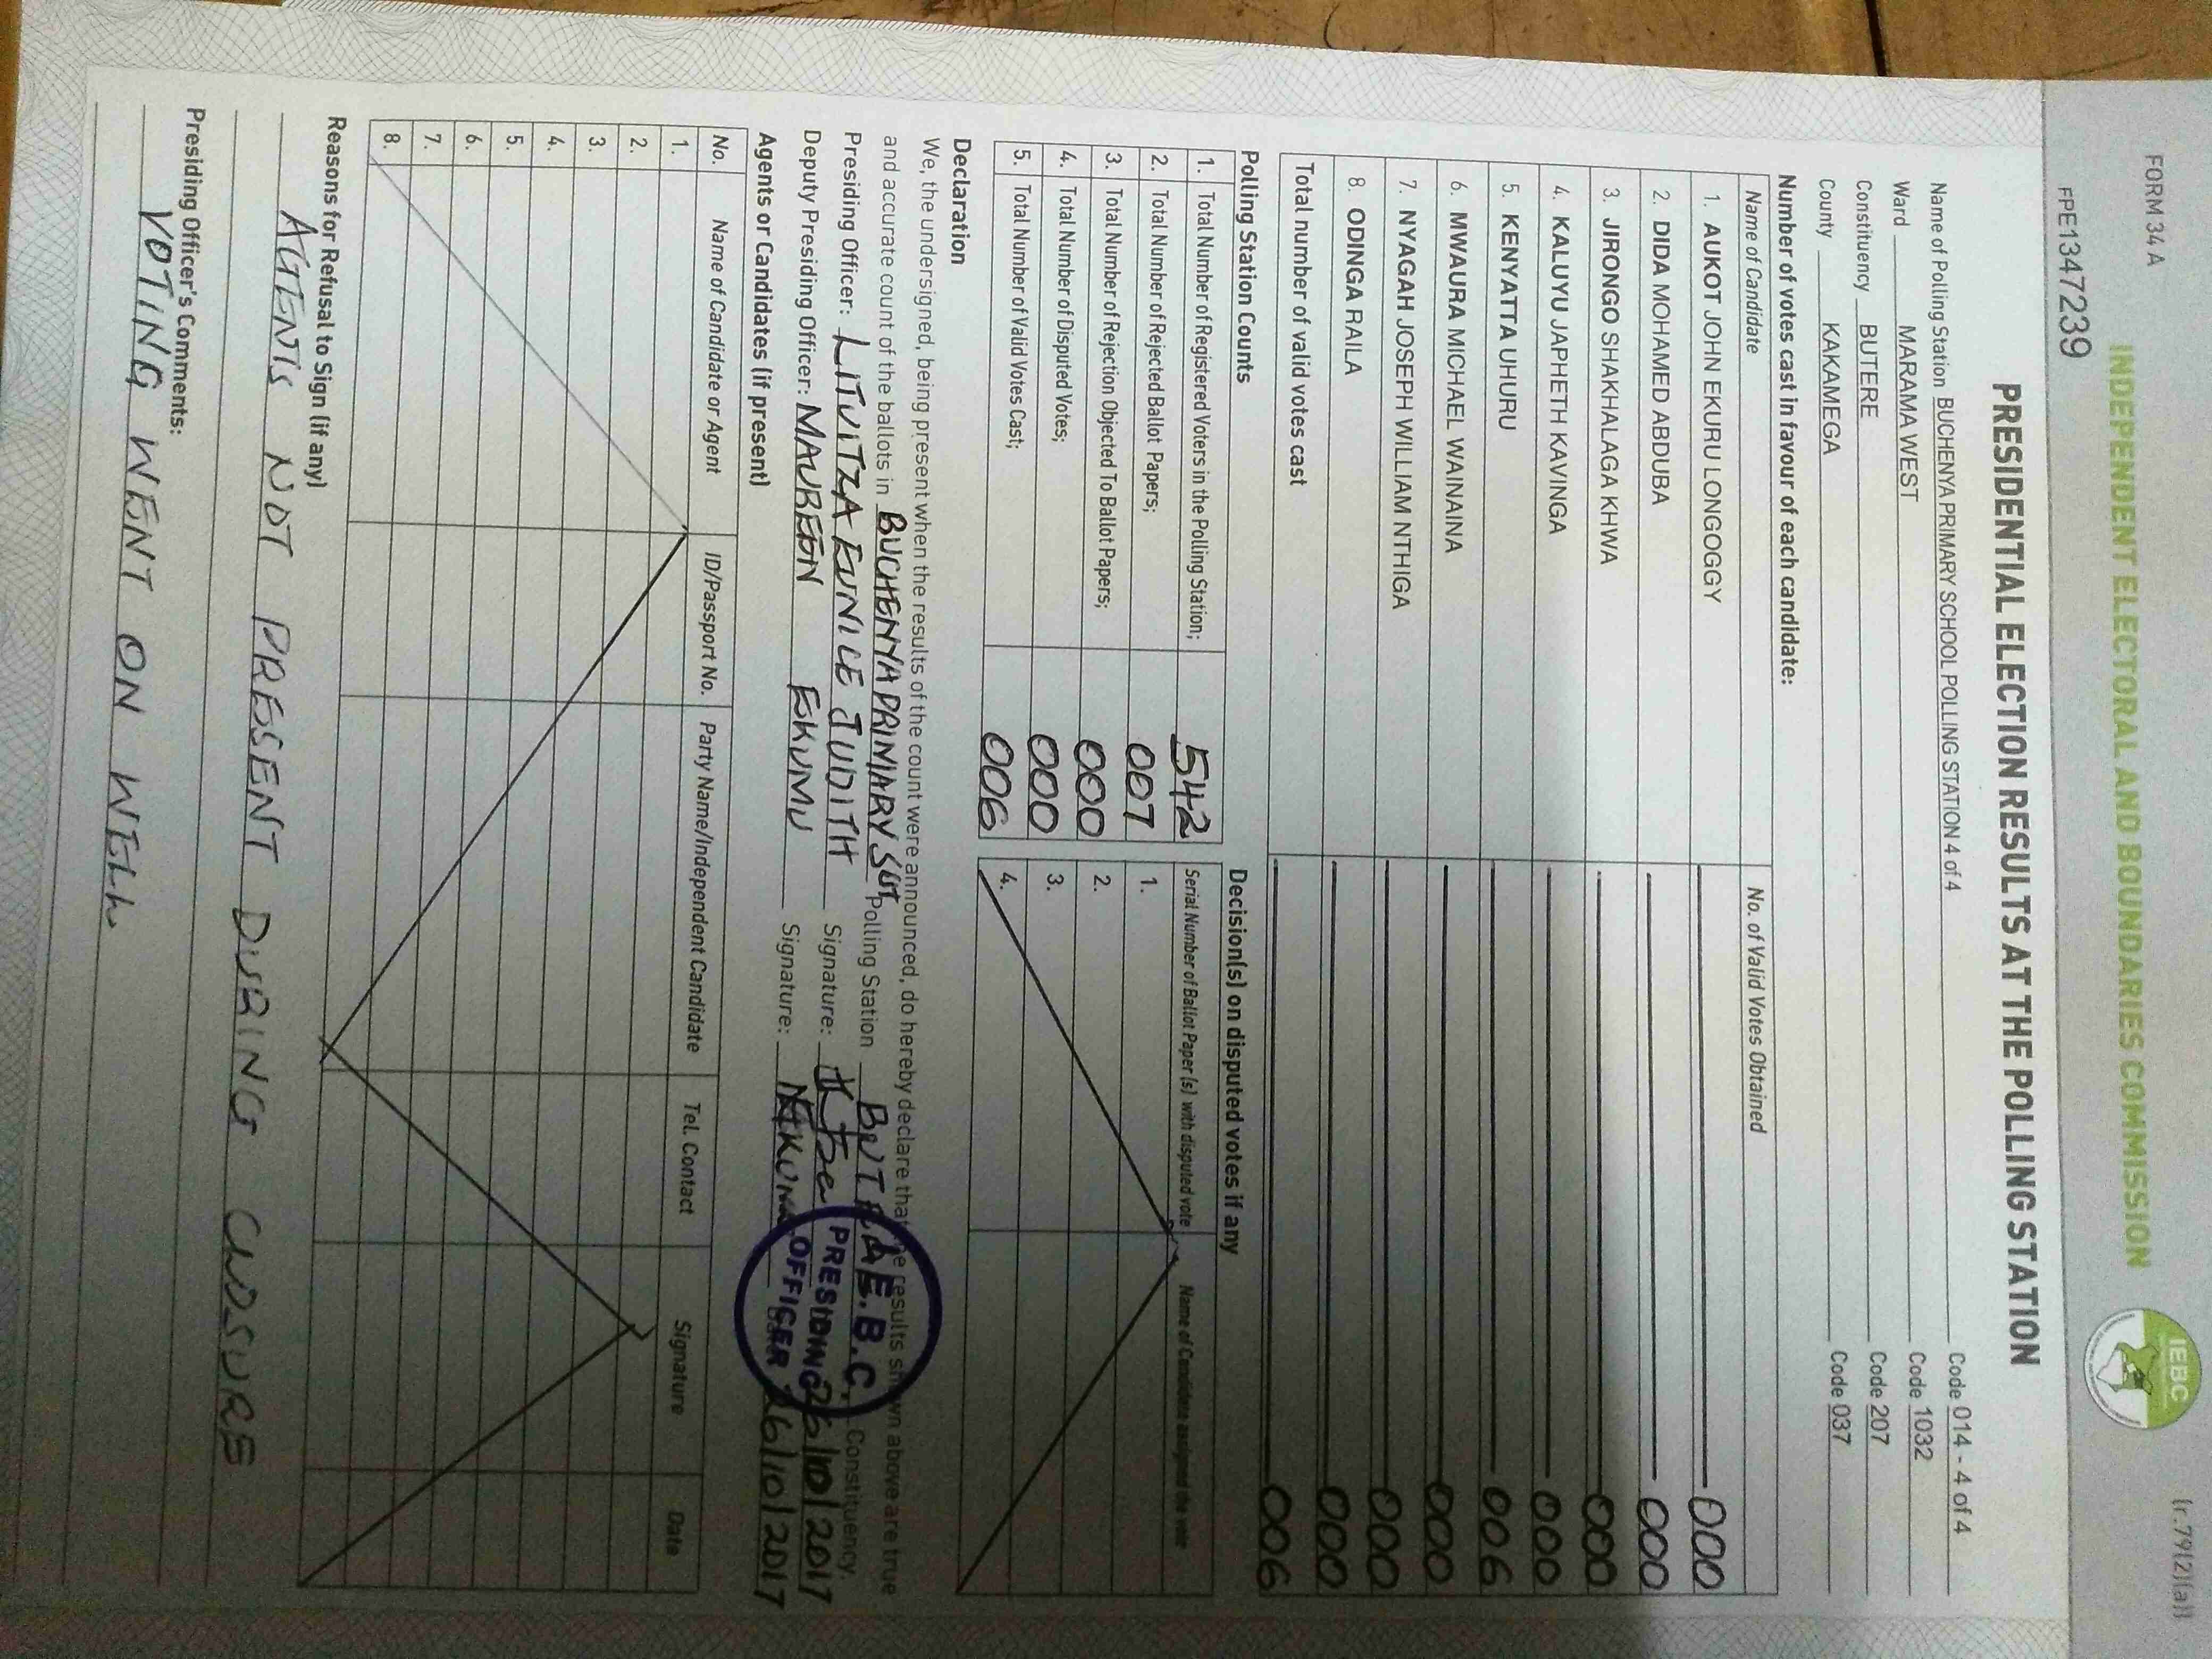 FORM 34 A
(r.79(2)(a))
INDEPENDENT ELECTORAL AND BOUNDARIES COMMISSION
IEBC
FPE1347239
PRESIDENTIAL ELECTION RESULTS AT THE POLLING STATION
Name of Polling Station BUCHENYA PRIMARY SCHOOL POLLING STATION 4 of 4 Code 014 - 4 of 4
Ward MARAMA WEST Code 1032
Constituency BUTERE Code 207
County KAKAMEGA Code 037
Number of votes cast in favour of each candidate:
Name of Candidate No. of Valid Votes Obtained
1. AUKOT JOHN EKURU LONGOGGY 000
2. DIDA MOHAMED ABDUBA 000
3. JIRONGO SHAKHALAGA KHWA 000
4. KALUYU JAPHETH KAVINGA 000
5. KENYATTA UHURU 006
6. MWAURA MICHAEL WAINAINA 000
7. NYAGAH JOSEPH WILLIAM NTHIGA 000
8. ODINGA RAILA 000
Total number of valid votes cast 006
Polling Station Counts Decision(s) on disputed votes if any
1. Total Number of Registered Voters in the Polling Station; 542 Serial Number of Ballot Paper (s) with disputed vote Name of Candidate assigned the vote
2. Total Number of Rejected Ballot Papers; 007 1.
3. Total Number of Rejection Objected To Ballot Papers; 000 2.
4. Total Number of Disputed Votes; 000 3.
5. Total Number of Valid Votes Cast; 006 4.
Declaration
We, the undersigned, being present when the results of the count were announced, do hereby declare that the results shown above are true
and accurate count of the ballots in BUCHENYA PRIMARY Polling Station Constituency.
Presiding Officer: LITUITZA EUNICE JUDITH Signature: 26/10/2017
Deputy Presiding Officer: MAUREEN EKUMU Signature: 26/10/2017
I.E.B.C.
PRESIDING
OFFICER
Agents or Candidates (if present)
No. Name of Candidate or Agent ID/Passport No. Party Name/Independent Candidate Tel. Contact Signature Date
1.
2.
3.
4.
5.
6.
7.
8.
Reasons for Refusal to Sign (if any)
AGENTS NOT PRESENT DURING CLOSURE
Presiding Officer's Comments:
VOTING WENT ON WELL